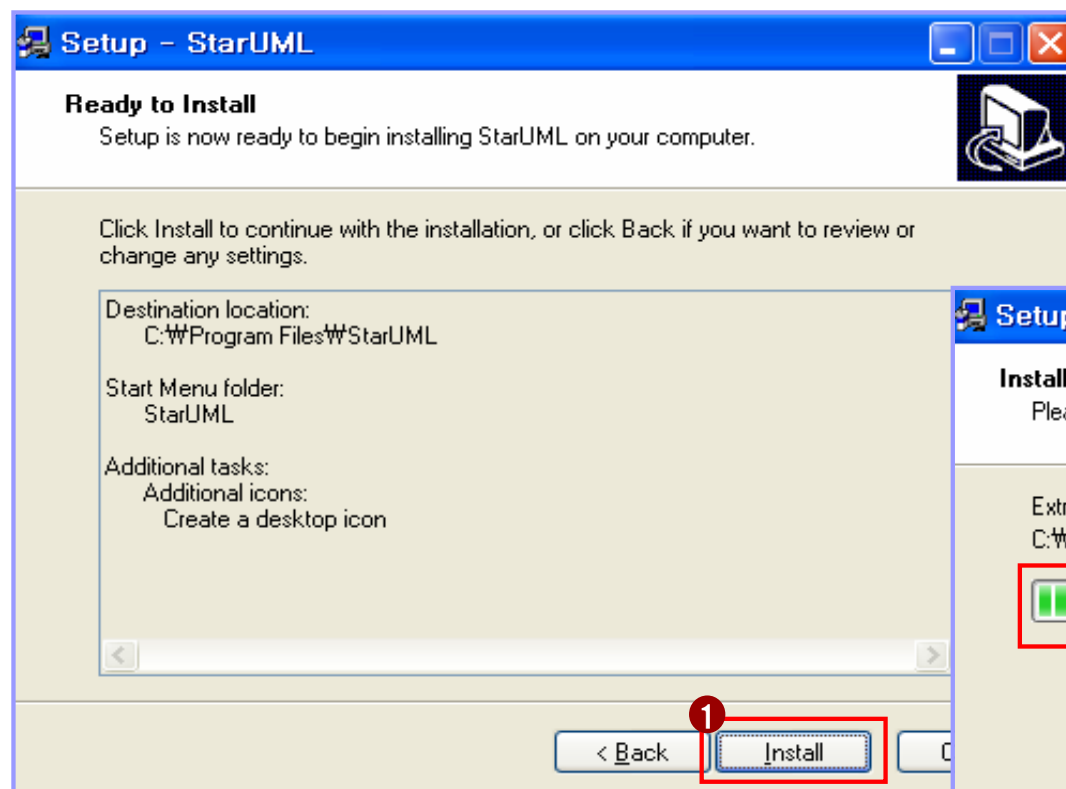 Setup - StarUML
Ready to Install
Setup is now ready to begin installing StarUML on your computer.
Click Install to continue with the installation, or click Back if you want to review or
change any settings.
Destination location:
C:₩Program Files₩StarUML
Start Menu folder:
StarUML
Additional tasks:
Additional icons:
Create a desktop icon
1
< Back
Install
Setup
Install
C:₩